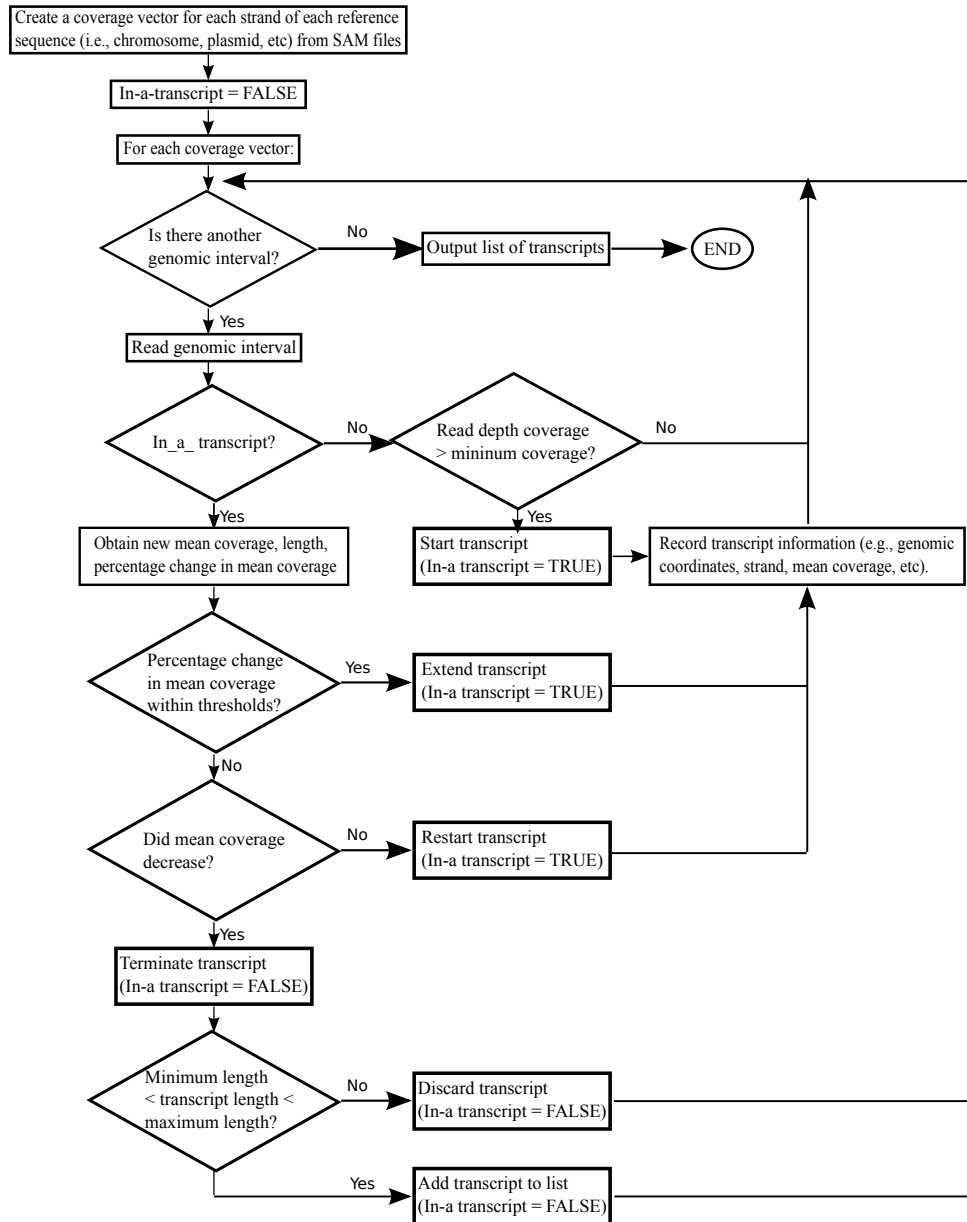 Create a coverage vector for each strand of each reference
sequence (i.e., chromosome, plasmid, etc) from SAM files
In-a-transcript = FALSE
For each coverage vector:
Is there another
genomic interval?
No
Output list of transcripts
END
Yes
Read genomic interval
In_a_ transcript?
No
Read depth coverage
> mininum coverage?
No
Yes
Yes
Obtain new mean coverage, length,
percentage change in mean coverage
Start transcript
(In-a transcript = TRUE)
Record transcript information (e.g., genomic
coordinates, strand, mean coverage, etc).
Percentage change
in mean coverage
within thresholds?
Yes
Extend transcript
(In-a transcript = TRUE)
No
Did mean coverage
decrease?
No
Restart transcript
(In-a transcript = TRUE)
Yes
Terminate transcript
(In-a transcript = FALSE)
Minimum length
< transcript length <
maximum length?
No
Discard transcript
(In-a transcript = FALSE)
Yes
Add transcript to list
(In-a transcript = FALSE)